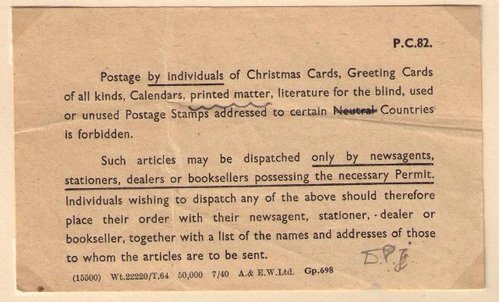 P.C.82.
Postage by individuals of Christmas Cards, Greeting Cards
of all kinds, Calendars, printed matter, literature for the blind, used
or unused Postage Stamps addressed to certain Neutral Countries
is forbidden.
Such articles may be dispatched only by newsagents,
stationers, dealers or booksellers possessing the necessary Permit.
Individuals wishing to dispatch any of the above should therefore
place their order with their newsagent, stationer, dealer or
bookseller, together with a list of the names and addresses of those
to whom the articles are to be sent.
(15500) Wt.22220/T.64 50,000 7/40 A.& E.W.Ltd. Gp.698